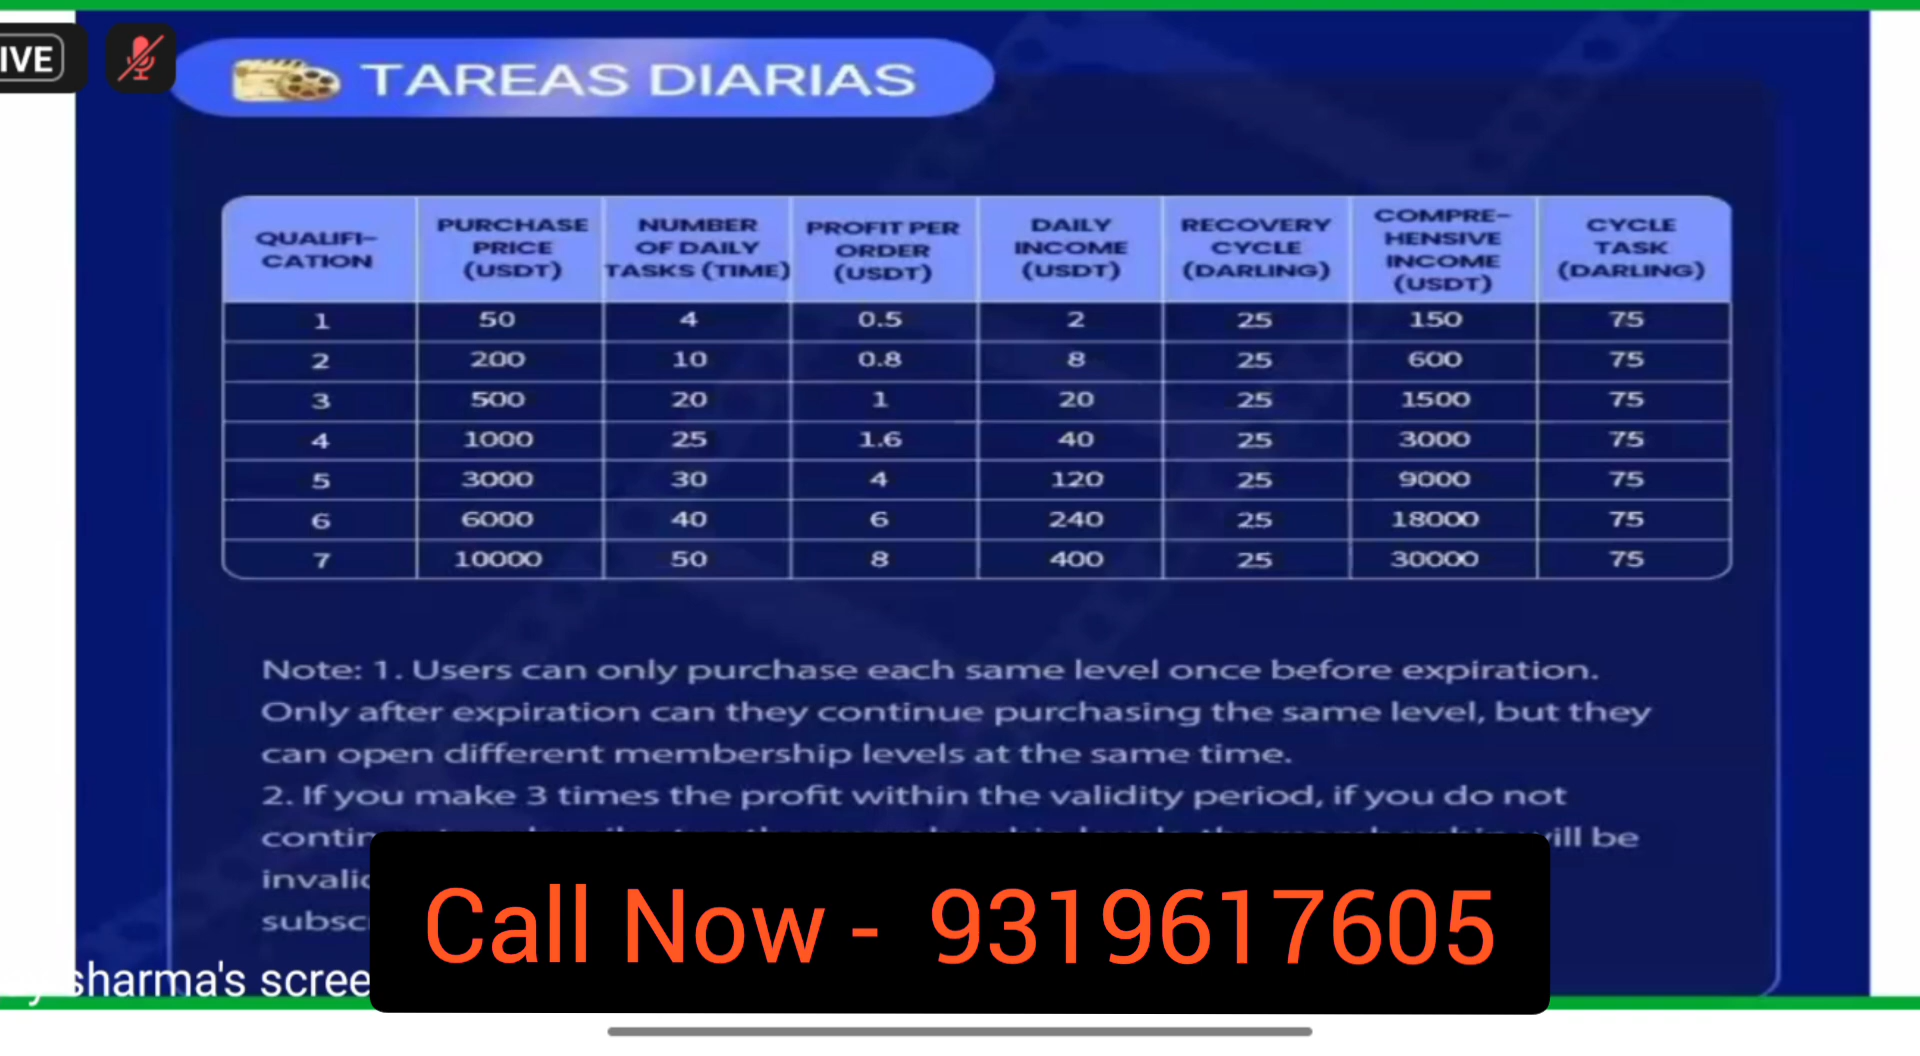 IVE
TAREAS DIARIAS
QUALIFI-CATION PURCHASE PRICE (USDT) NUMBER OF DAILY TASKS (TIME) PROFIT PER ORDER (USDT) DAILY INCOME (USDT) RECOVERY CYCLE (DARLING) COMPRE-HENSIVE INCOME (USDT) CYCLE TASK (DARLING)
1 50 4 0.5 2 25 150 75
2 200 10 0.8 8 25 600 75
3 500 20 1 20 25 1500 75
4 1000 25 1.6 40 25 3000 75
5 3000 30 4 120 25 9000 75
6 6000 40 6 240 25 18000 75
7 10000 50 8 400 25 30000 75
Note: 1. Users can only purchase each same level once before expiration.
Only after expiration can they continue purchasing the same level, but they
can open different membership levels at the same time.
2. If you make 3 times the profit within the validity period, if you do not
will be
Call Now - 9319617605
sharma's scree